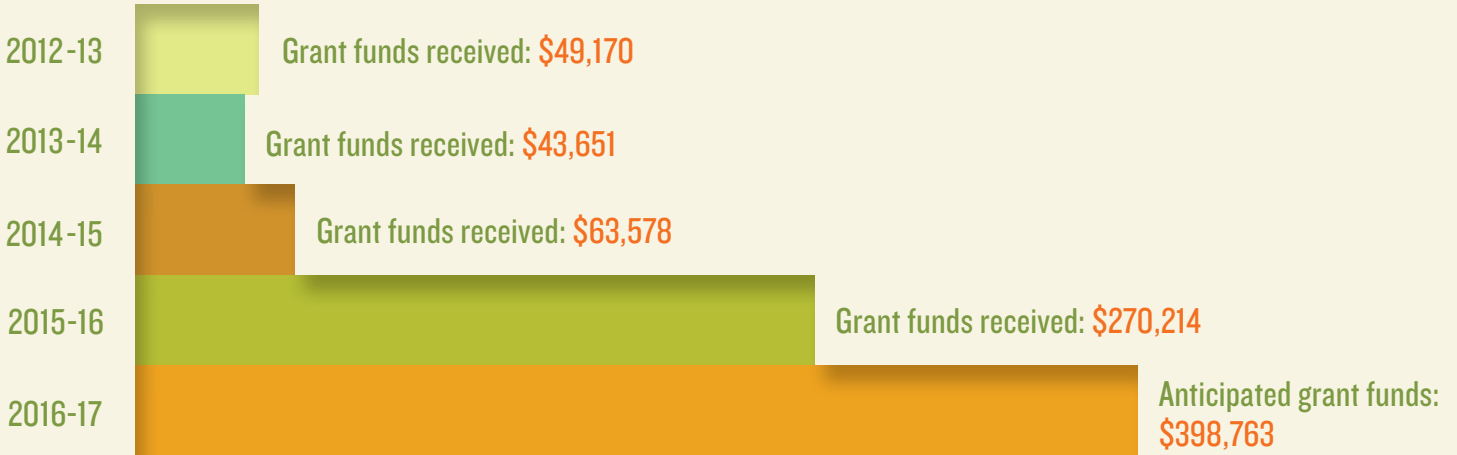 2012-13
Grant funds received: $49,170
2013-14
Grant funds received: $43,651
2014-15
Grant funds received: $63,578
2015-16
Grant funds received: $270,214
2016-17
Anticipated grant funds:
$398,763